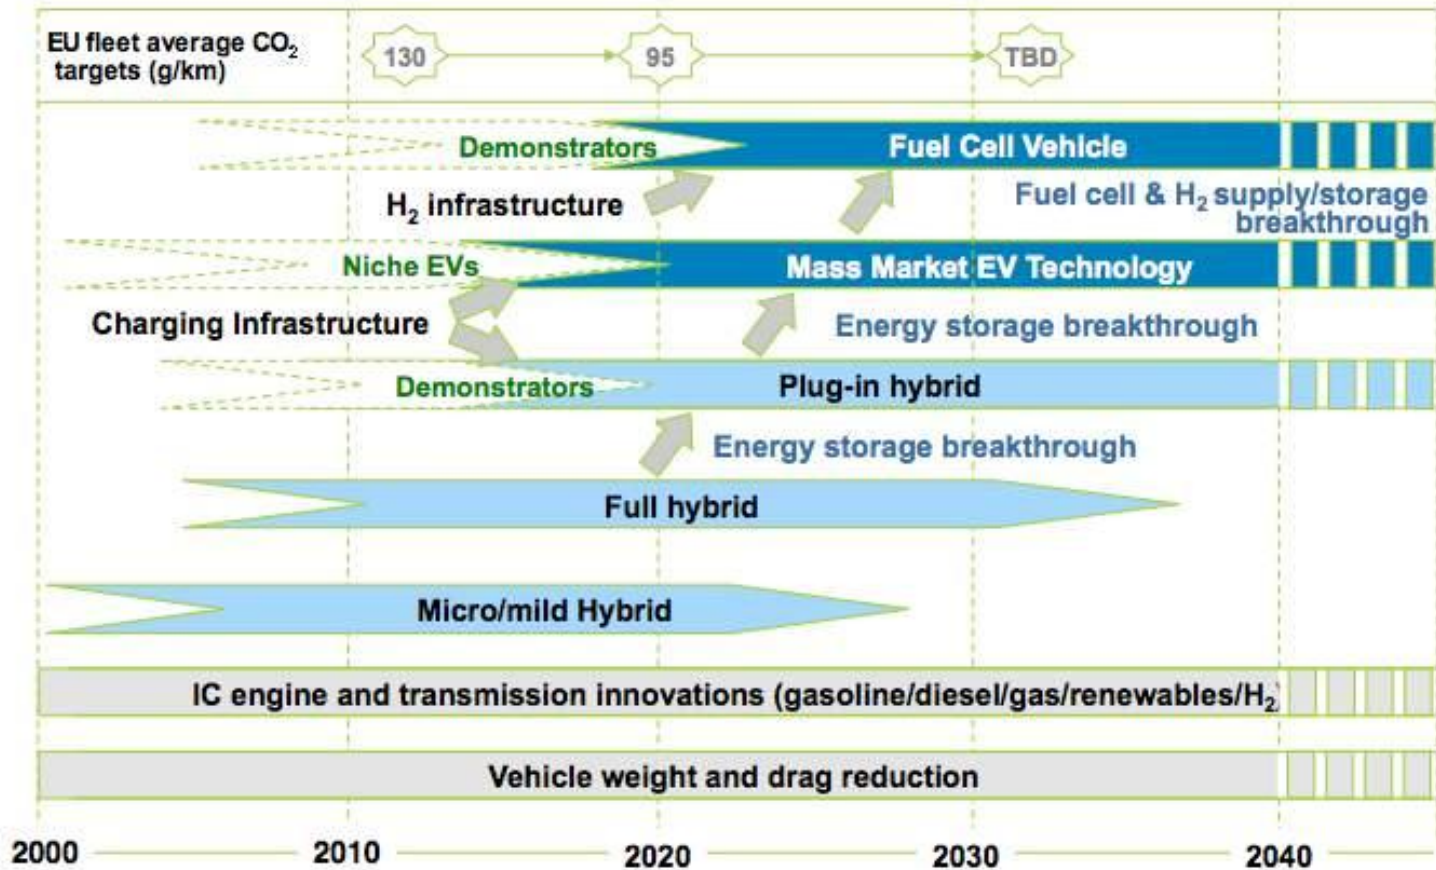 EU fleet average CO₂
targets (g/km)
130
95
TBD
Demonstrators
Fuel Cell Vehicle
H₂ infrastructure
Fuel cell & H₂ supply/storage
breakthrough
Niche EVs
Mass Market EV Technology
Charging Infrastructure
Energy storage breakthrough
Demonstrators
Plug-in hybrid
Energy storage breakthrough
Full hybrid
Micro/mild Hybrid
IC engine and transmission innovations (gasoline/diesel/gas/renewables/H₂)
Vehicle weight and drag reduction
2000
2010
2020
2030
2040